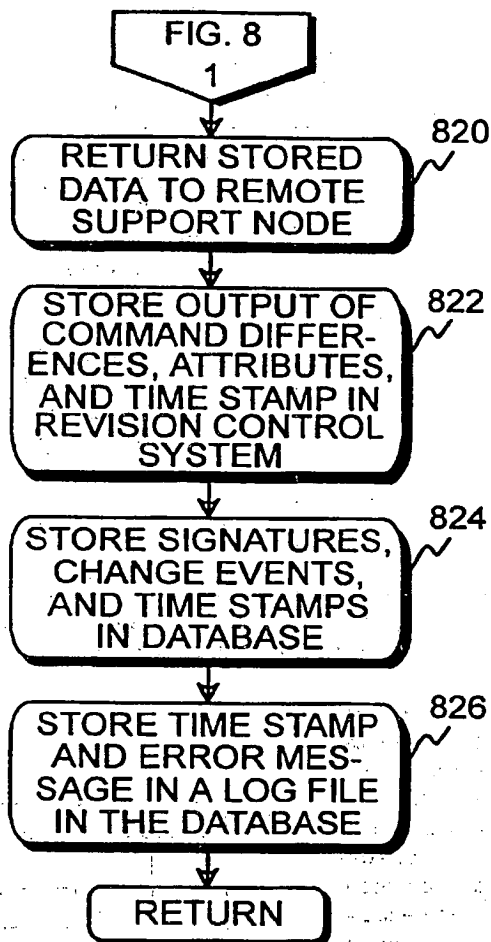 FIG. 8
1
820
RETURN STORED
DATA TO REMOTE
SUPPORT NODE
822
STORE OUTPUT OF
COMMAND DIFFER-
ENCES, ATTRIBUTES,
AND TIME STAMP IN
REVISION CONTROL
SYSTEM
824
STORE SIGNATURES,
CHANGE EVENTS,
AND TIME STAMPS
IN DATABASE
826
STORE TIME STAMP
AND ERROR MES-
SAGE IN A LOG FILE
IN THE DATABASE
RETURN